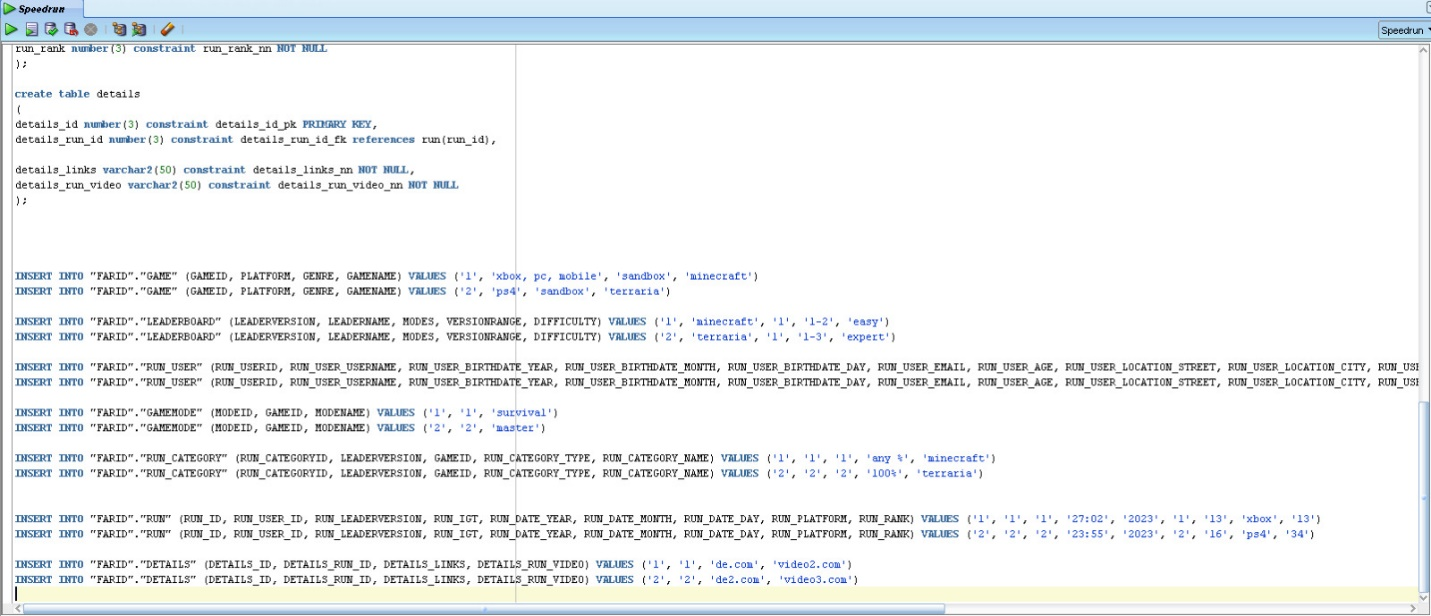 Speedrun
Speedrun
run_rank number(3) constraint run_rank_nn NOT NULL
);
create table details
(
details_id number(3) constraint details_id_pk PRIMARY KEY,
details_run_id number(3) constraint details_run_id_fk references run(run_id),
details_links varchar2(50) constraint details_links_nn NOT NULL,
details_run_video varchar2(50) constraint details_run_video_nn NOT NULL
);
INSERT INTO "FARID"."GAME" (GAMEID, PLATFORM, GENRE, GAMENAME) VALUES ('1', 'xbox, pc, mobile', 'sandbox', 'minecraft')
INSERT INTO "FARID"."GAME" (GAMEID, PLATFORM, GENRE, GAMENAME) VALUES ('2', 'ps4', 'sandbox', 'terraria')
INSERT INTO "FARID"."LEADERBOARD" (LEADERVERSION, LEADERNAME, MODES, VERSIONRANGE, DIFFICULTY) VALUES ('1', 'minecraft', '1', '1-2', 'easy')
INSERT INTO "FARID"."LEADERBOARD" (LEADERVERSION, LEADERNAME, MODES, VERSIONRANGE, DIFFICULTY) VALUES ('2', 'terraria', '1', '1-3', 'expert')
INSERT INTO "FARID"."RUN_USER" (RUN_USERID, RUN_USER_USERNAME, RUN_USER_BIRTHDATE_YEAR, RUN_USER_BIRTHDATE_MONTH, RUN_USER_BIRTHDATE_DAY, RUN_USER_EMAIL, RUN_USER_AGE, RUN_USER_LOCATION_STREET, RUN_USER_LOCATION_CITY, RUN_US
INSERT INTO "FARID"."RUN_USER" (RUN_USERID, RUN_USER_USERNAME, RUN_USER_BIRTHDATE_YEAR, RUN_USER_BIRTHDATE_MONTH, RUN_USER_BIRTHDATE_DAY, RUN_USER_EMAIL, RUN_USER_AGE, RUN_USER_LOCATION_STREET, RUN_USER_LOCATION_CITY, RUN_US
INSERT INTO "FARID"."GAMEMODE" (MODEID, GAMEID, MODENAME) VALUES ('1', '1', 'survival')
INSERT INTO "FARID"."GAMEMODE" (MODEID, GAMEID, MODENAME) VALUES ('2', '2', 'master')
INSERT INTO "FARID"."RUN_CATEGORY" (RUN_CATEGORYID, LEADERVERSION, GAMEID, RUN_CATEGORY_TYPE, RUN_CATEGORY_NAME) VALUES ('1', '1', '1', 'any %', 'minecraft')
INSERT INTO "FARID"."RUN_CATEGORY" (RUN_CATEGORYID, LEADERVERSION, GAMEID, RUN_CATEGORY_TYPE, RUN_CATEGORY_NAME) VALUES ('2', '2', '2', '100%', 'terraria')
INSERT INTO "FARID"."RUN" (RUN_ID, RUN_USER_ID, RUN_LEADERVERSION, RUN_IGT, RUN_DATE_YEAR, RUN_DATE_MONTH, RUN_DATE_DAY, RUN_PLATFORM, RUN_RANK) VALUES ('1', '1', '1', '27:02', '2023', '1', '13', 'xbox', '13')
INSERT INTO "FARID"."RUN" (RUN_ID, RUN_USER_ID, RUN_LEADERVERSION, RUN_IGT, RUN_DATE_YEAR, RUN_DATE_MONTH, RUN_DATE_DAY, RUN_PLATFORM, RUN_RANK) VALUES ('2', '2', '2', '23:55', '2023', '2', '16', 'ps4', '34')
INSERT INTO "FARID"."DETAILS" (DETAILS_ID, DETAILS_RUN_ID, DETAILS_LINKS, DETAILS_RUN_VIDEO) VALUES ('1', '1', 'de.com', 'video2.com')
INSERT INTO "FARID"."DETAILS" (DETAILS_ID, DETAILS_RUN_ID, DETAILS_LINKS, DETAILS_RUN_VIDEO) VALUES ('2', '2', 'de2.com', 'video3.com')